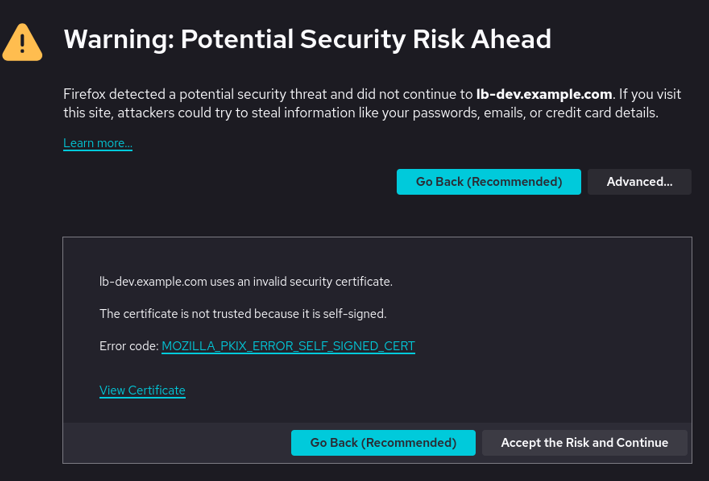 Warning: Potential Security Risk Ahead
Firefox detected a potential security threat and did not continue to lb-dev.example.com. If you visit
this site, attackers could try to steal information like your passwords, emails, or credit card details.
Learn more...
Go Back (Recommended)
Advanced...
lb-dev.example.com uses an invalid security certificate.
The certificate is not trusted because it is self-signed.
Error code: MOZILLA_PKIX_ERROR_SELF_SIGNED_CERT
View Certificate
Go Back (Recommended)
Accept the Risk and Continue